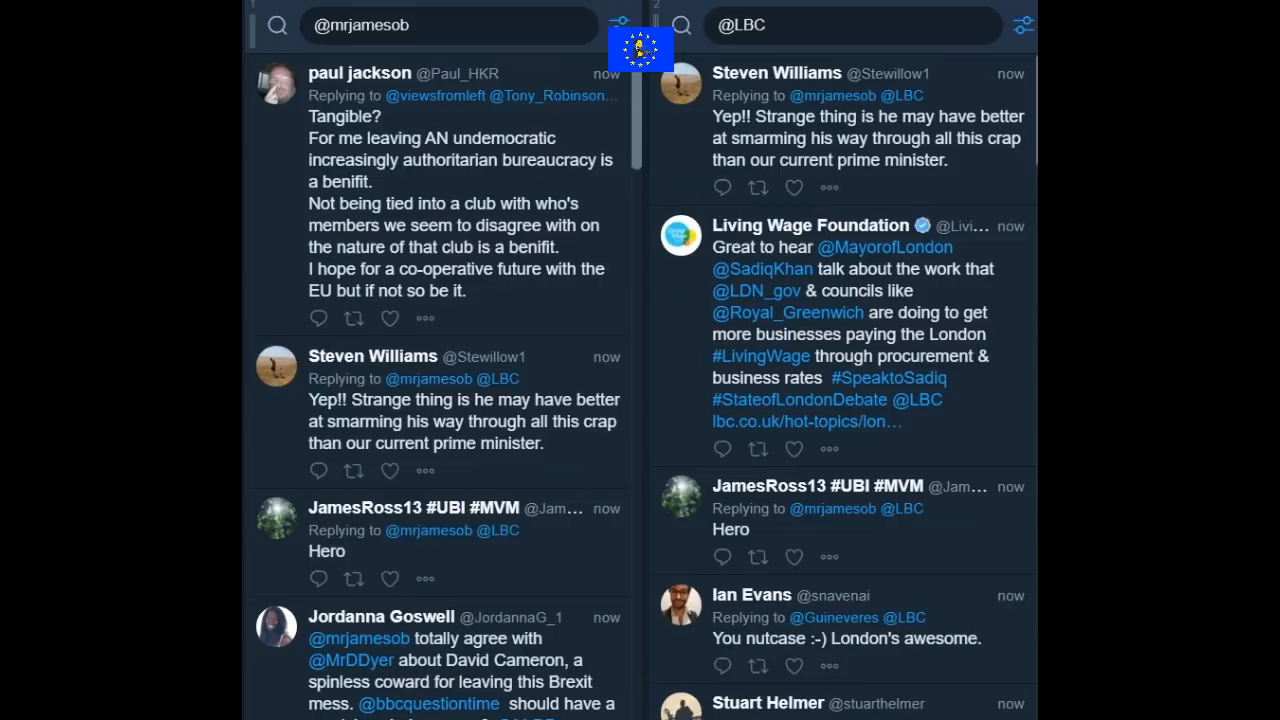 1
@mrjamesob
paul jackson @Paul_HKR now
Replying to @viewsfromleft @Tony_Robinson...
Tangible?
For me leaving AN undemocratic
increasingly authoritarian bureaucracy is
a benifit.
Not being tied into a club with who's
members we seem to disagree with on
the nature of that club is a benifit.
I hope for a co-operative future with the
EU but if not so be it.
Steven Williams @Stewillow1 now
Replying to @mrjamesob @LBC
Yep!! Strange thing is he may have better
at smarming his way through all this crap
than our current prime minister.
JamesRoss13 #UBI #MVM @Jam... now
Replying to @mrjamesob @LBC
Hero
Jordanna Goswell @JordannaG_1 now
@mrjamesob totally agree with
@MrDDyer about David Cameron, a
spinless coward for leaving this Brexit
mess. @bbcquestiontime should have a
2
@LBC
Steven Williams @Stewillow1 now
Replying to @mrjamesob @LBC
Yep!! Strange thing is he may have better
at smarming his way through all this crap
than our current prime minister.
Living Wage Foundation @Livi... now
Great to hear @MayorofLondon
@SadiqKhan talk about the work that
@LDN_gov & councils like
@Royal_Greenwich are doing to get
more businesses paying the London
#LivingWage through procurement &
business rates #SpeaktoSadiq
#StateofLondonDebate @LBC
lbc.co.uk/hot-topics/lon...
JamesRoss13 #UBI #MVM @Jam... now
Replying to @mrjamesob @LBC
Hero
Ian Evans @snavenai now
Replying to @Guineveres @LBC
You nutcase :-) London's awesome.
Stuart Helmer @stuarthelmer now